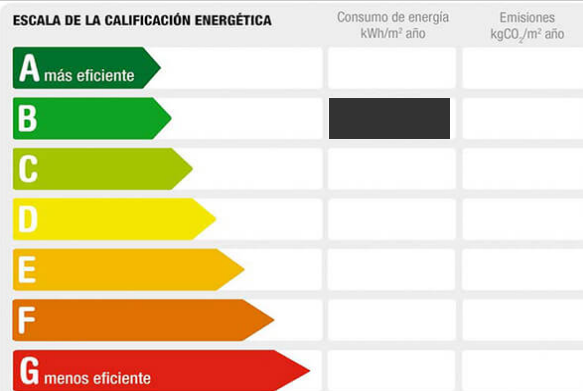 ESCALA DE LA CALIFICACIÓN ENERGÉTICA
Consumo de energía
kWh/m² año
Emisiones
kgCO₂/m² año
A más eficiente
B
C
D
E
F
G menos eficiente